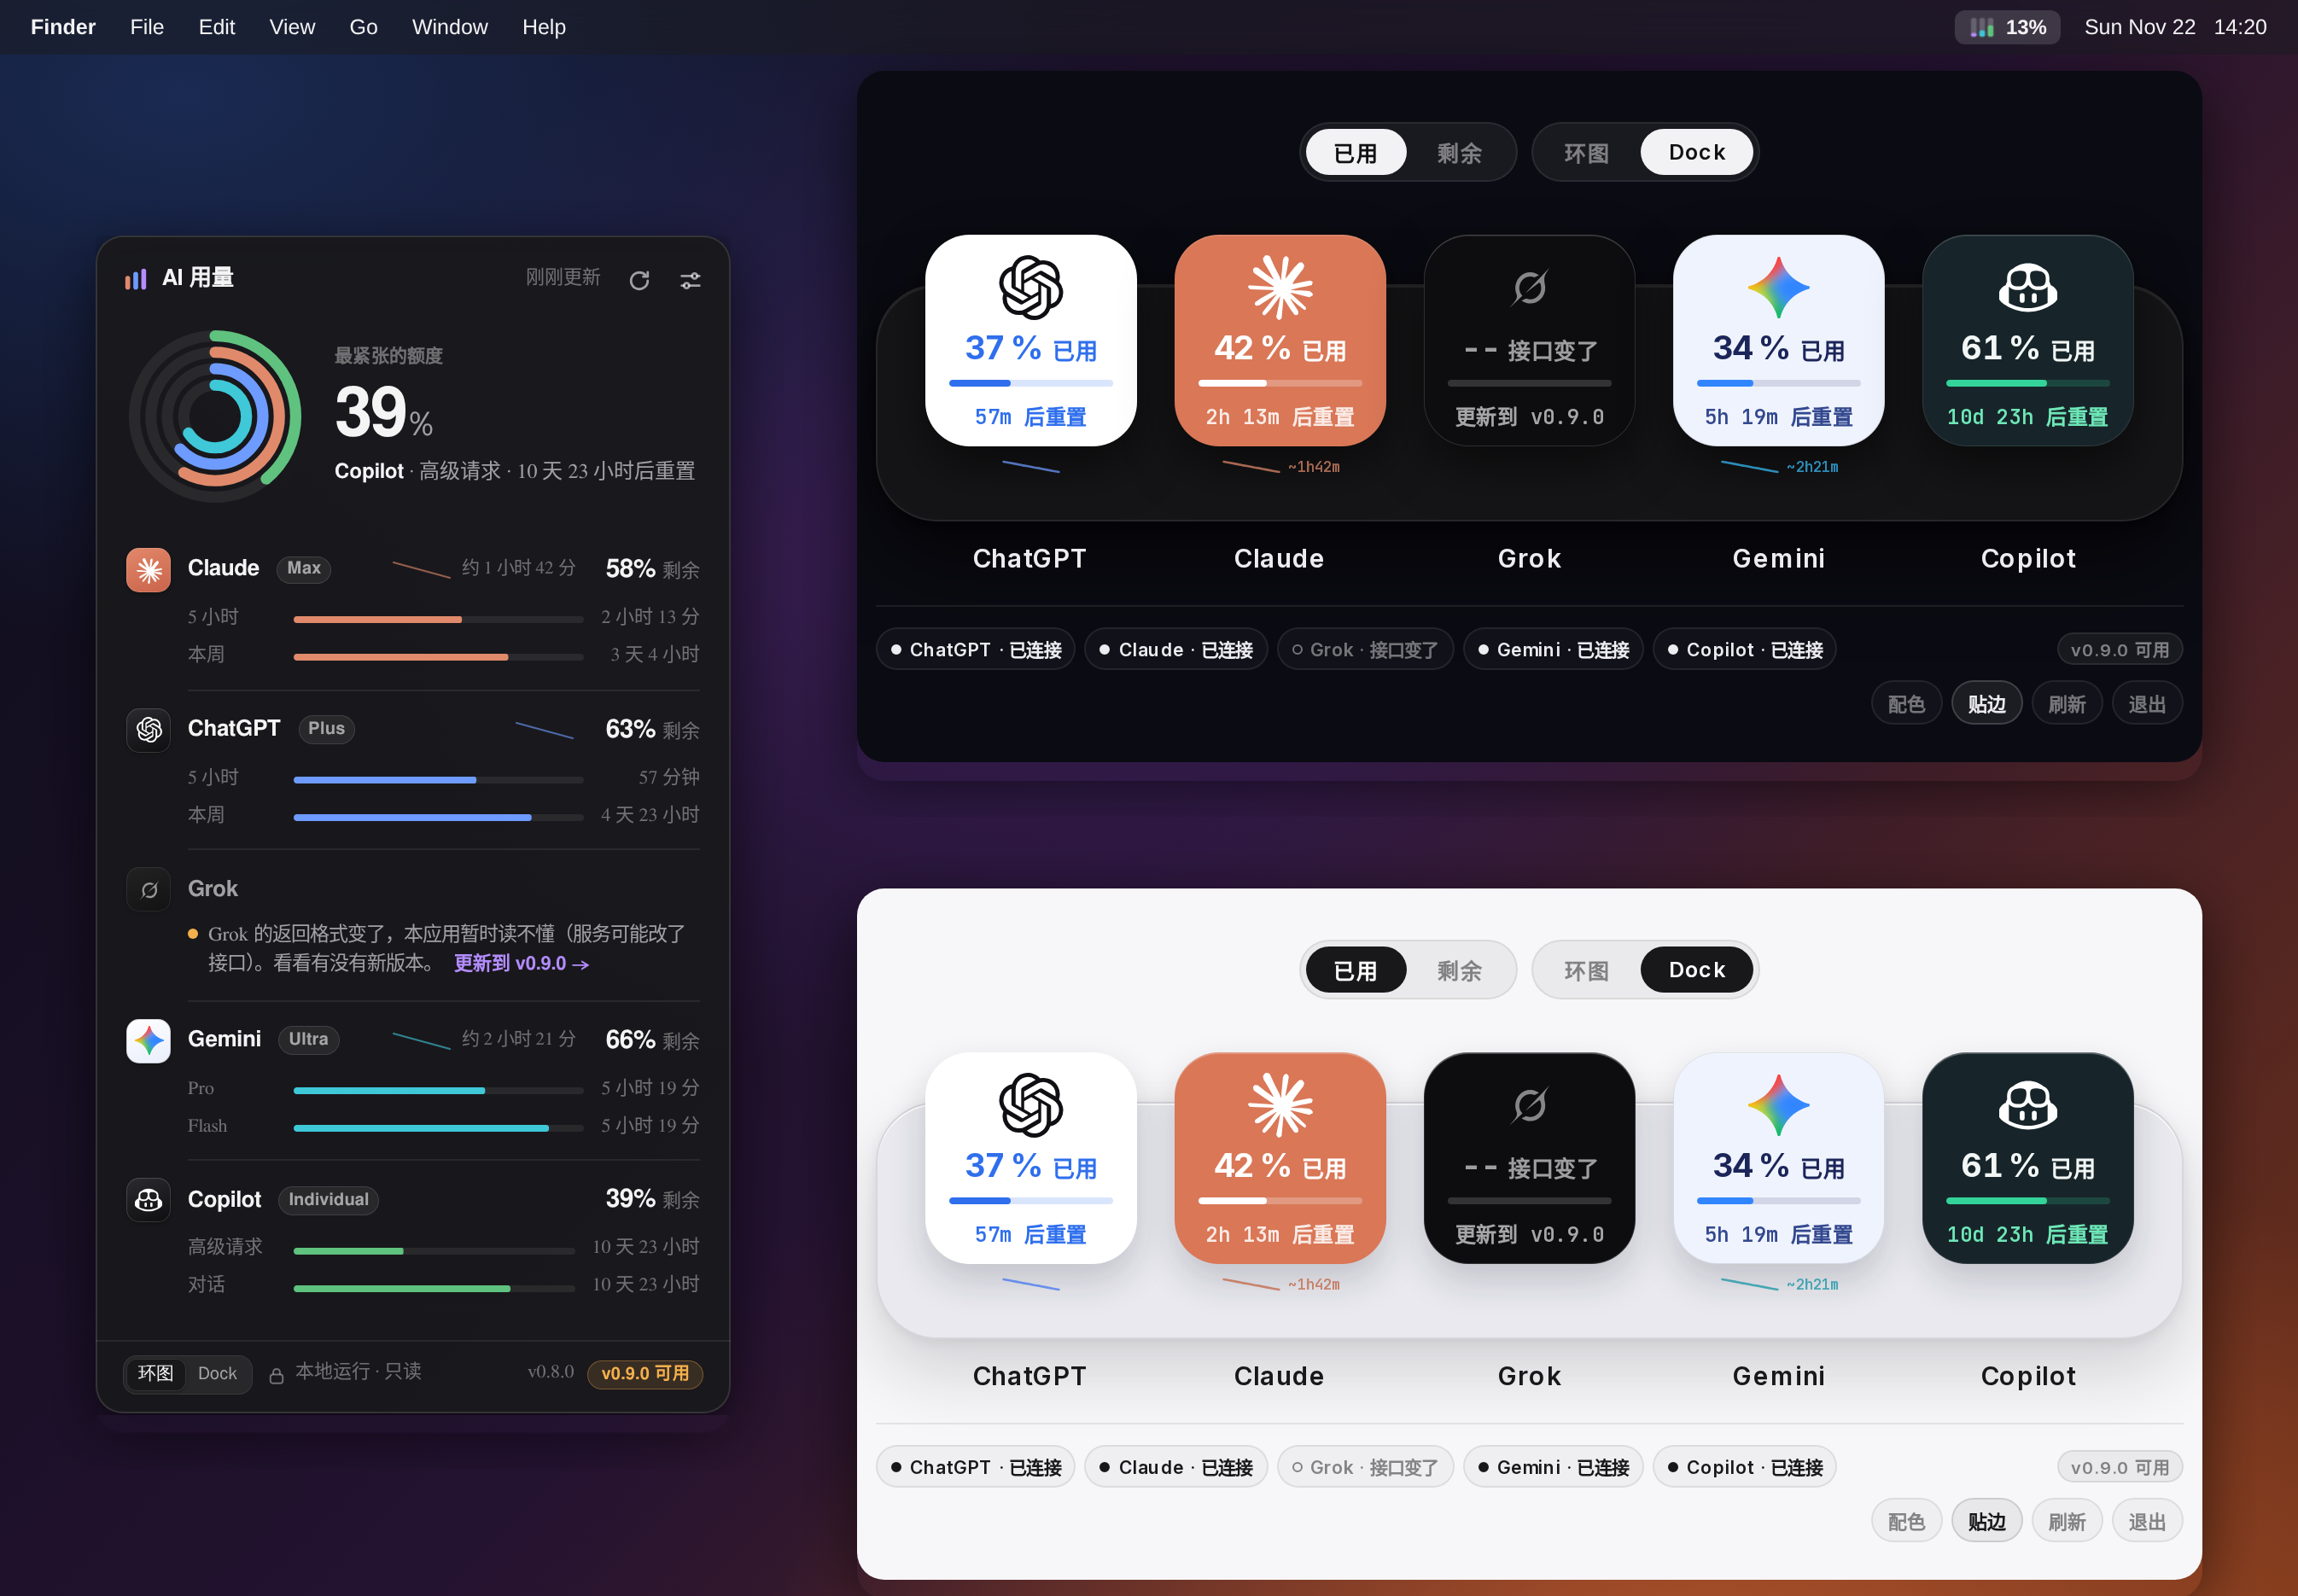 Finder File Edit View Go Window Help 13% Sun Nov 22 14:20
AI 用量 刚刚更新
最紧张的额度
39%
Copilot · 高级请求 · 10 天 23 小时后重置
Claude Max 约 1 小时 42 分 58% 剩余
5 小时 2 小时 13 分
本周 3 天 4 小时
ChatGPT Plus 63% 剩余
5 小时 57 分钟
本周 4 天 23 小时
Grok
Grok 的返回格式变了，本应用暂时读不懂（服务可能改了
接口）。看看有没有新版本。 更新到 v0.9.0 →
Gemini Ultra 约 2 小时 21 分 66% 剩余
Pro 5 小时 19 分
Flash 5 小时 19 分
Copilot Individual 39% 剩余
高级请求 10 天 23 小时
对话 10 天 23 小时
环图 Dock 本地运行 · 只读 v0.8.0 v0.9.0 可用
已用 剩余 环图 Dock
37 % 已用 42 % 已用 -- 接口变了 34 % 已用 61 % 已用
57m 后重置 2h 13m 后重置 更新到 v0.9.0 5h 19m 后重置 10d 23h 后重置
~1h42m ~2h21m
ChatGPT Claude Grok Gemini Copilot
ChatGPT · 已连接 Claude · 已连接 Grok · 接口变了 Gemini · 已连接 Copilot · 已连接 v0.9.0 可用
配色 贴边 刷新 退出
已用 剩余 环图 Dock
37 % 已用 42 % 已用 -- 接口变了 34 % 已用 61 % 已用
57m 后重置 2h 13m 后重置 更新到 v0.9.0 5h 19m 后重置 10d 23h 后重置
~1h42m ~2h21m
ChatGPT Claude Grok Gemini Copilot
ChatGPT · 已连接 Claude · 已连接 Grok · 接口变了 Gemini · 已连接 Copilot · 已连接 v0.9.0 可用
配色 贴边 刷新 退出